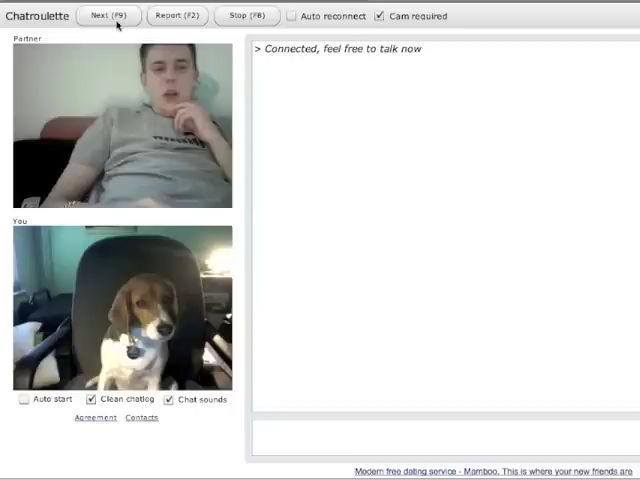 Chatroulette Next (F9) Report (F2) Stop (F8) Auto reconnect Cam required
Partner
> Connected, feel free to talk now
You
Auto start Clean chatlog Chat sounds
Agreement Contacts
Modern free dating service - Mamboo. This is where your new friends are